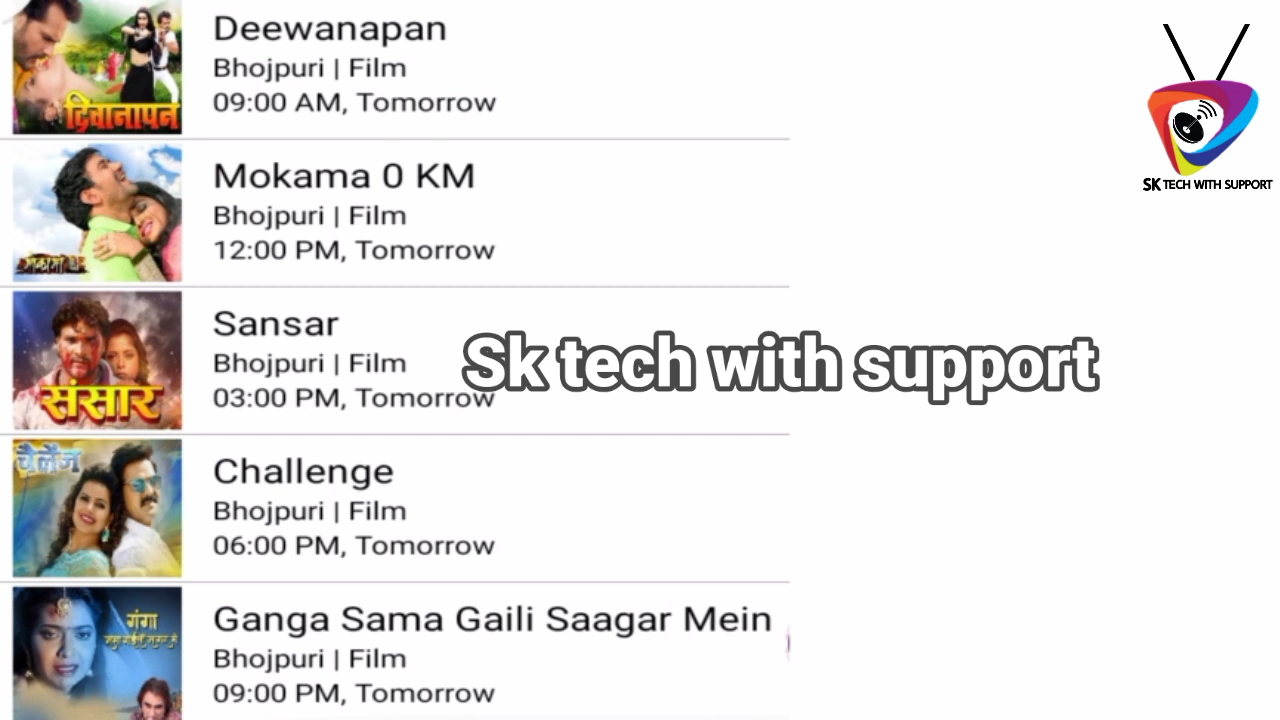 Deewanapan
Bhojpuri | Film
09:00 AM, Tomorrow
दिवानापन
Mokama 0 KM
Bhojpuri | Film
12:00 PM, Tomorrow
Sansar
Bhojpuri | Film
03:00 PM, Tomorrow
संसार
Challenge
Bhojpuri | Film
06:00 PM, Tomorrow
चैलेंज
Ganga Sama Gaili Saagar Mein
Bhojpuri | Film
09:00 PM, Tomorrow
गंगा
Sk tech with support
SK TECH WITH SUPPORT